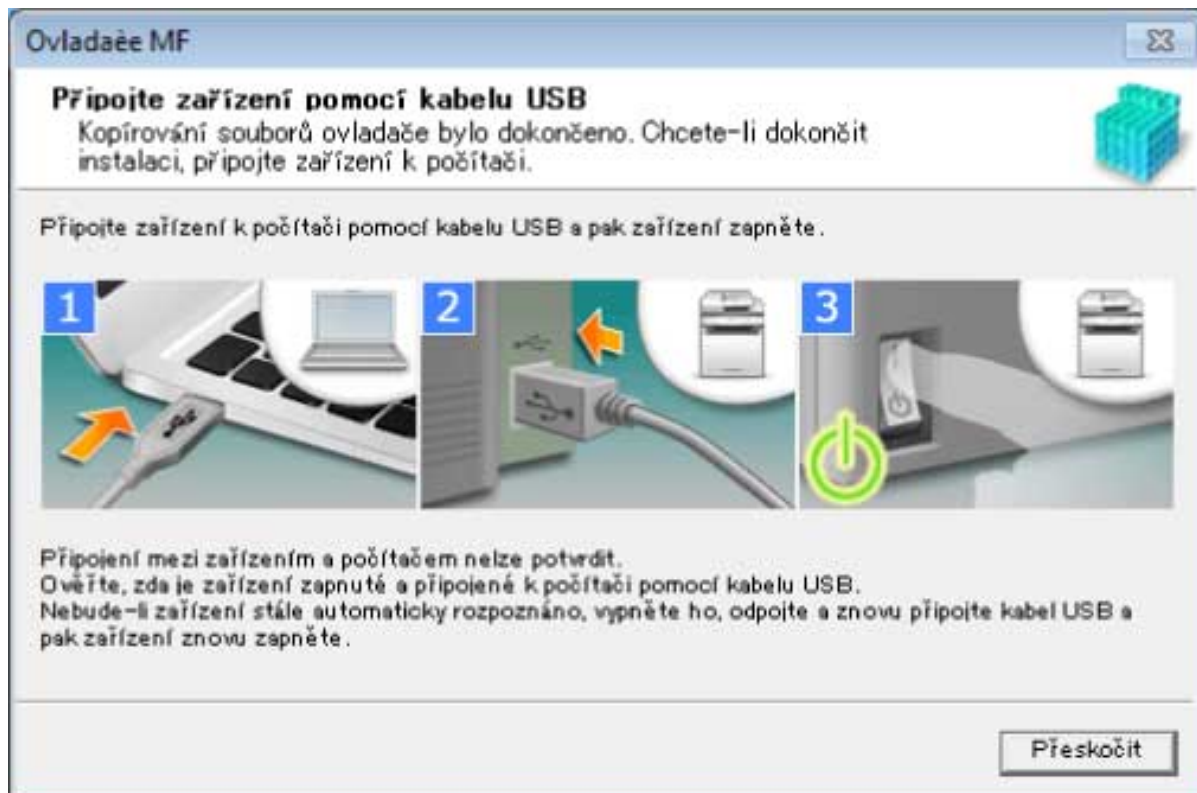 Ovladaèe MF
Připojte zařízení pomocí kabelu USB
Kopírování souborů ovladače bylo dokončeno. Chcete-li dokončit
instalaci, připojte zařízení k počítači.
Připojte zařízení k počítači pomocí kabelu USB a pak zařízení zapněte.
1
2
3
Připojení mezi zařízením a počítačem nelze potvrdit.
Ověřte, zda je zařízení zapnuté a připojené k počítači pomocí kabelu USB.
Nebude-li zařízení stále automaticky rozpoznáno, vypněte ho, odpojte a znovu připojte kabel USB a
pak zařízení znovu zapněte.
Přeskočit